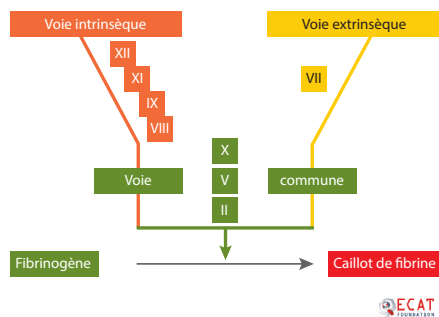 Voie intrinsèque
Voie extrinsèque
XII
XI
IX
VIII
VII
X
V
II
Voie
commune
Fibrinogène
Caillot de fibrine
ECAT
FOUNDATION